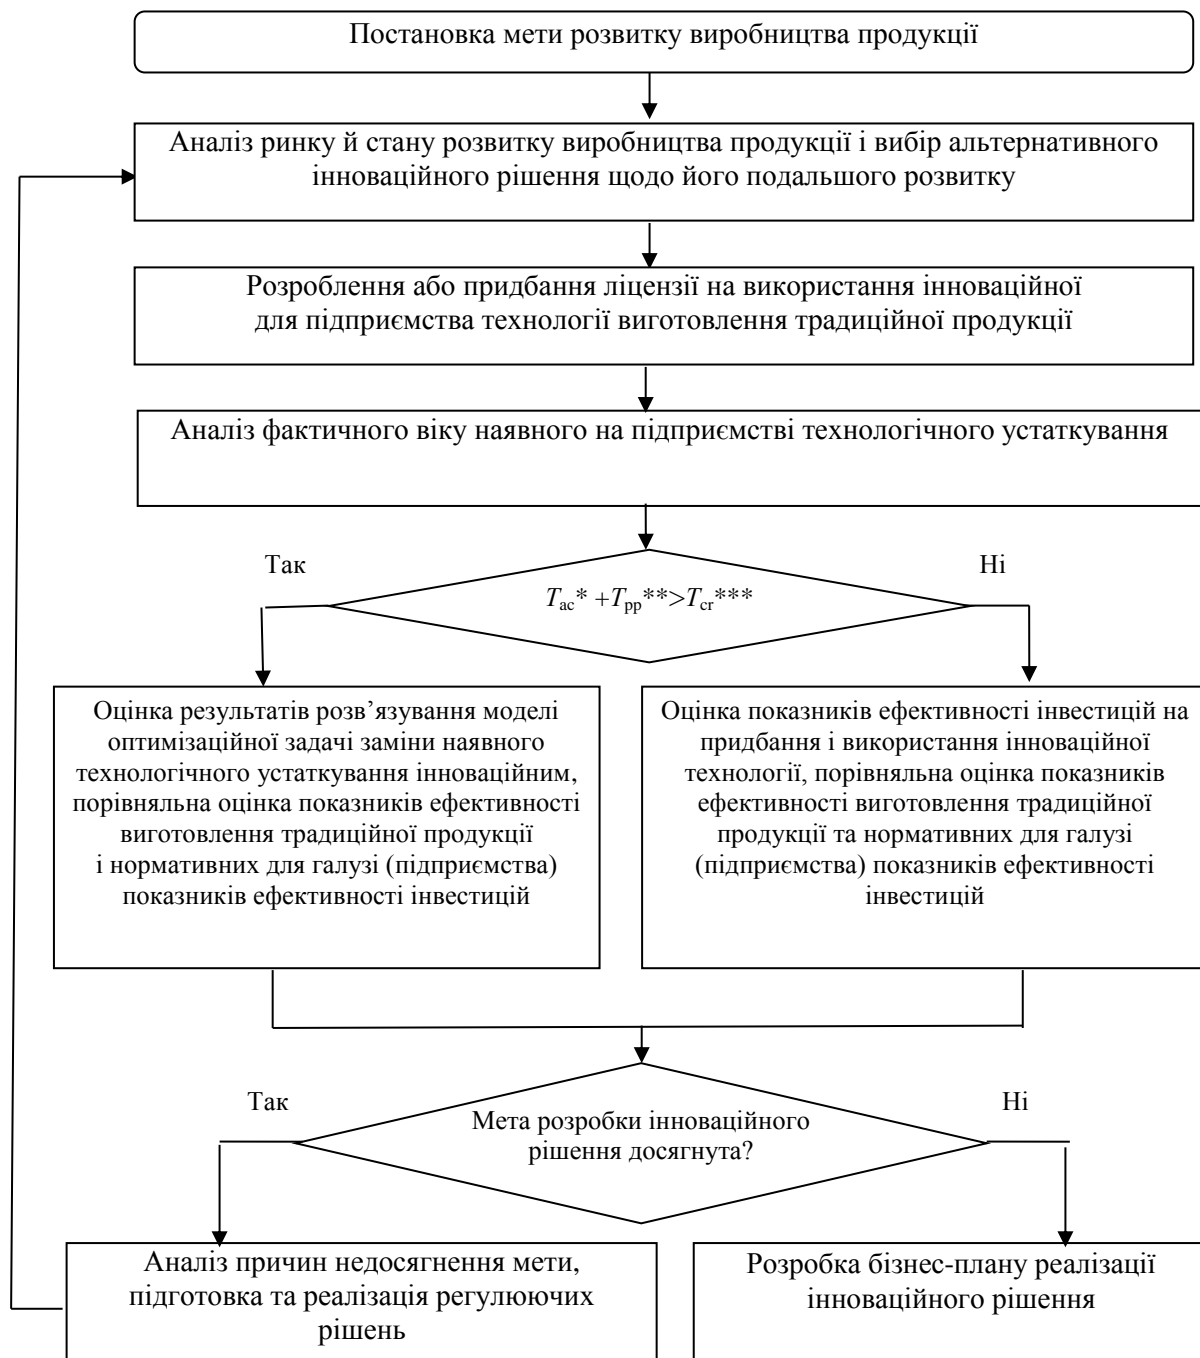 Постановка мети розвитку виробництва продукції
Аналіз ринку й стану розвитку виробництва продукції і вибір альтернативного
інноваційного рішення щодо його подальшого розвитку
Розроблення або придбання ліцензії на використання інноваційної
для підприємства технології виготовлення традиційної продукції
Аналіз фактичного віку наявного на підприємстві технологічного устаткування
Так
Ні
Tac* +Tpp**>Tcr***
Оцінка результатів розв’язування моделі
оптимізаційної задачі заміни наявного
технологічного устаткування інноваційним,
порівняльна оцінка показників ефективності
виготовлення традиційної продукції
і нормативних для галузі (підприємства)
показників ефективності інвестицій
Оцінка показників ефективності інвестицій на
придбання і використання інноваційної
технології, порівняльна оцінка показників
ефективності виготовлення традиційної
продукції та нормативних для галузі
(підприємства) показників ефективності
інвестицій
Так
Ні
Мета розробки інноваційного
рішення досягнута?
Аналіз причин недосягнення мети,
підготовка та реалізація регулюючих
рішень
Розробка бізнес-плану реалізації
інноваційного рішення